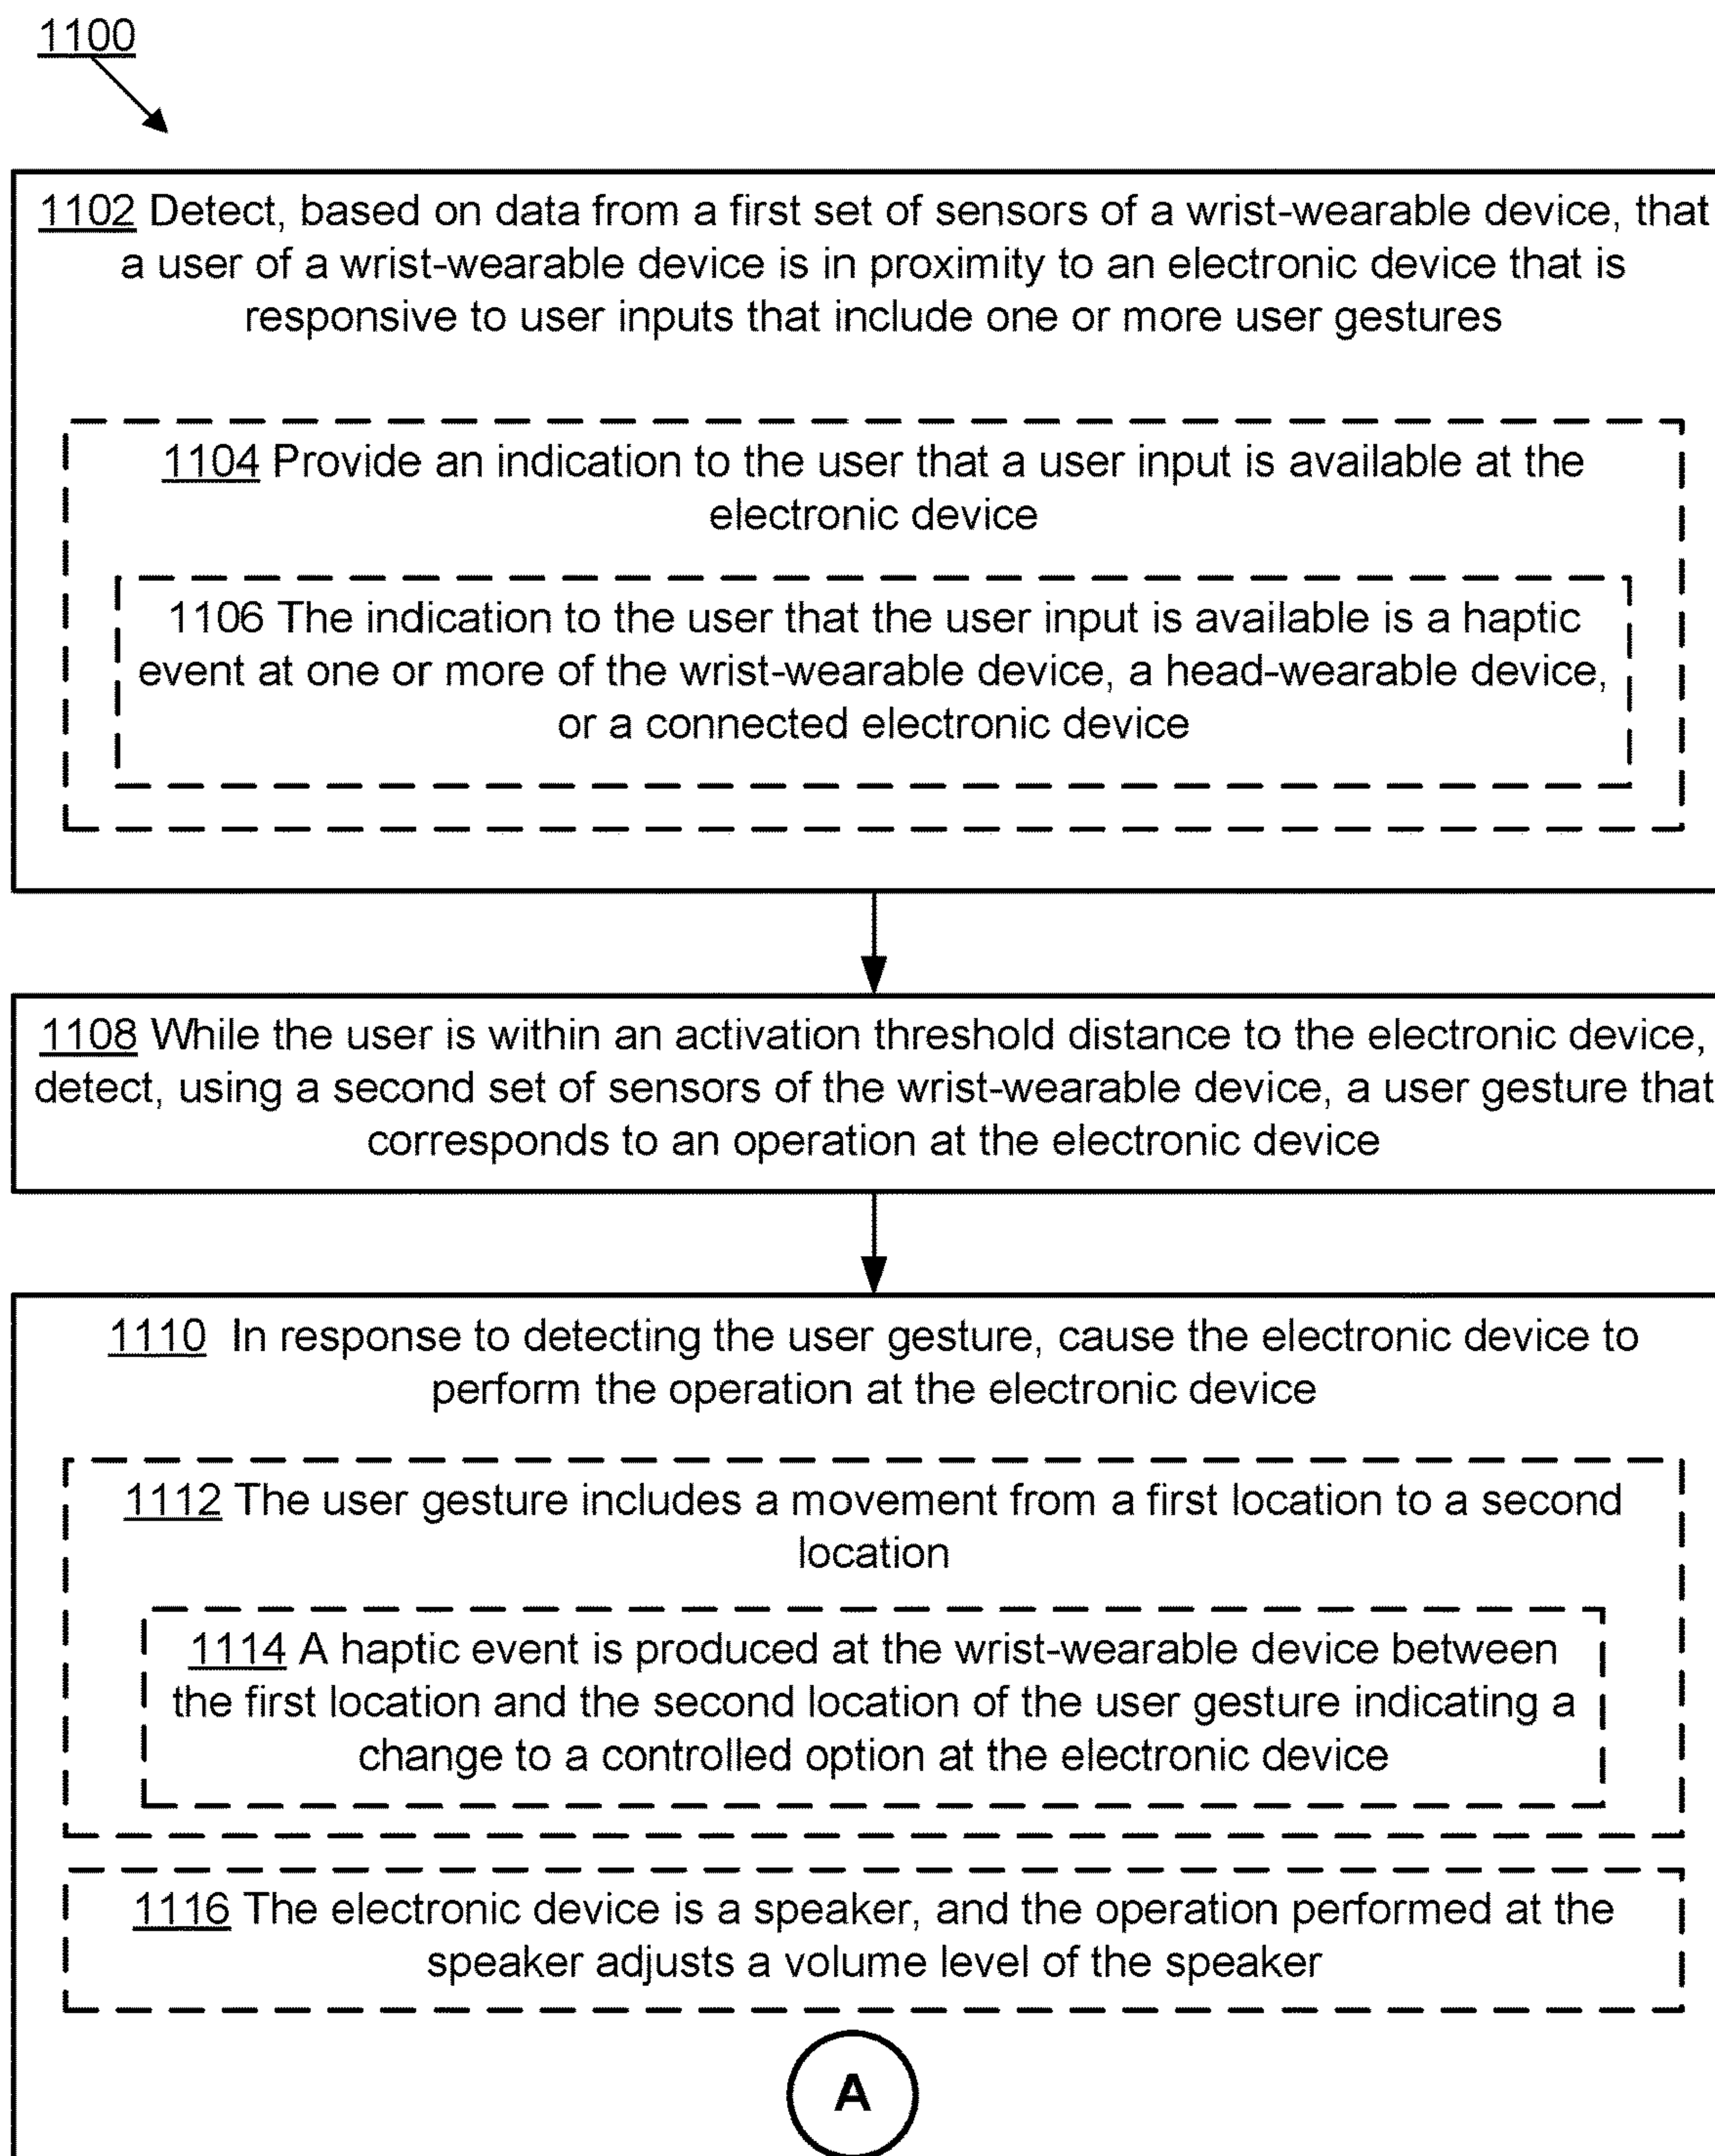 1100
1102 Detect, based on data from a first set of sensors of a wrist-wearable device, that
a user of a wrist-wearable device is in proximity to an electronic device that is
responsive to user inputs that include one or more user gestures
1104 Provide an indication to the user that a user input is available at the
electronic device
1106 The indication to the user that the user input is available is a haptic
event at one or more of the wrist-wearable device, a head-wearable device,
or a connected electronic device
1108 While the user is within an activation threshold distance to the electronic device,
detect, using a second set of sensors of the wrist-wearable device, a user gesture that
corresponds to an operation at the electronic device
1110 In response to detecting the user gesture, cause the electronic device to
perform the operation at the electronic device
1112 The user gesture includes a movement from a first location to a second
location
1114 A haptic event is produced at the wrist-wearable device between
the first location and the second location of the user gesture indicating a
change to a controlled option at the electronic device
1116 The electronic device is a speaker, and the operation performed at the
speaker adjusts a volume level of the speaker
A